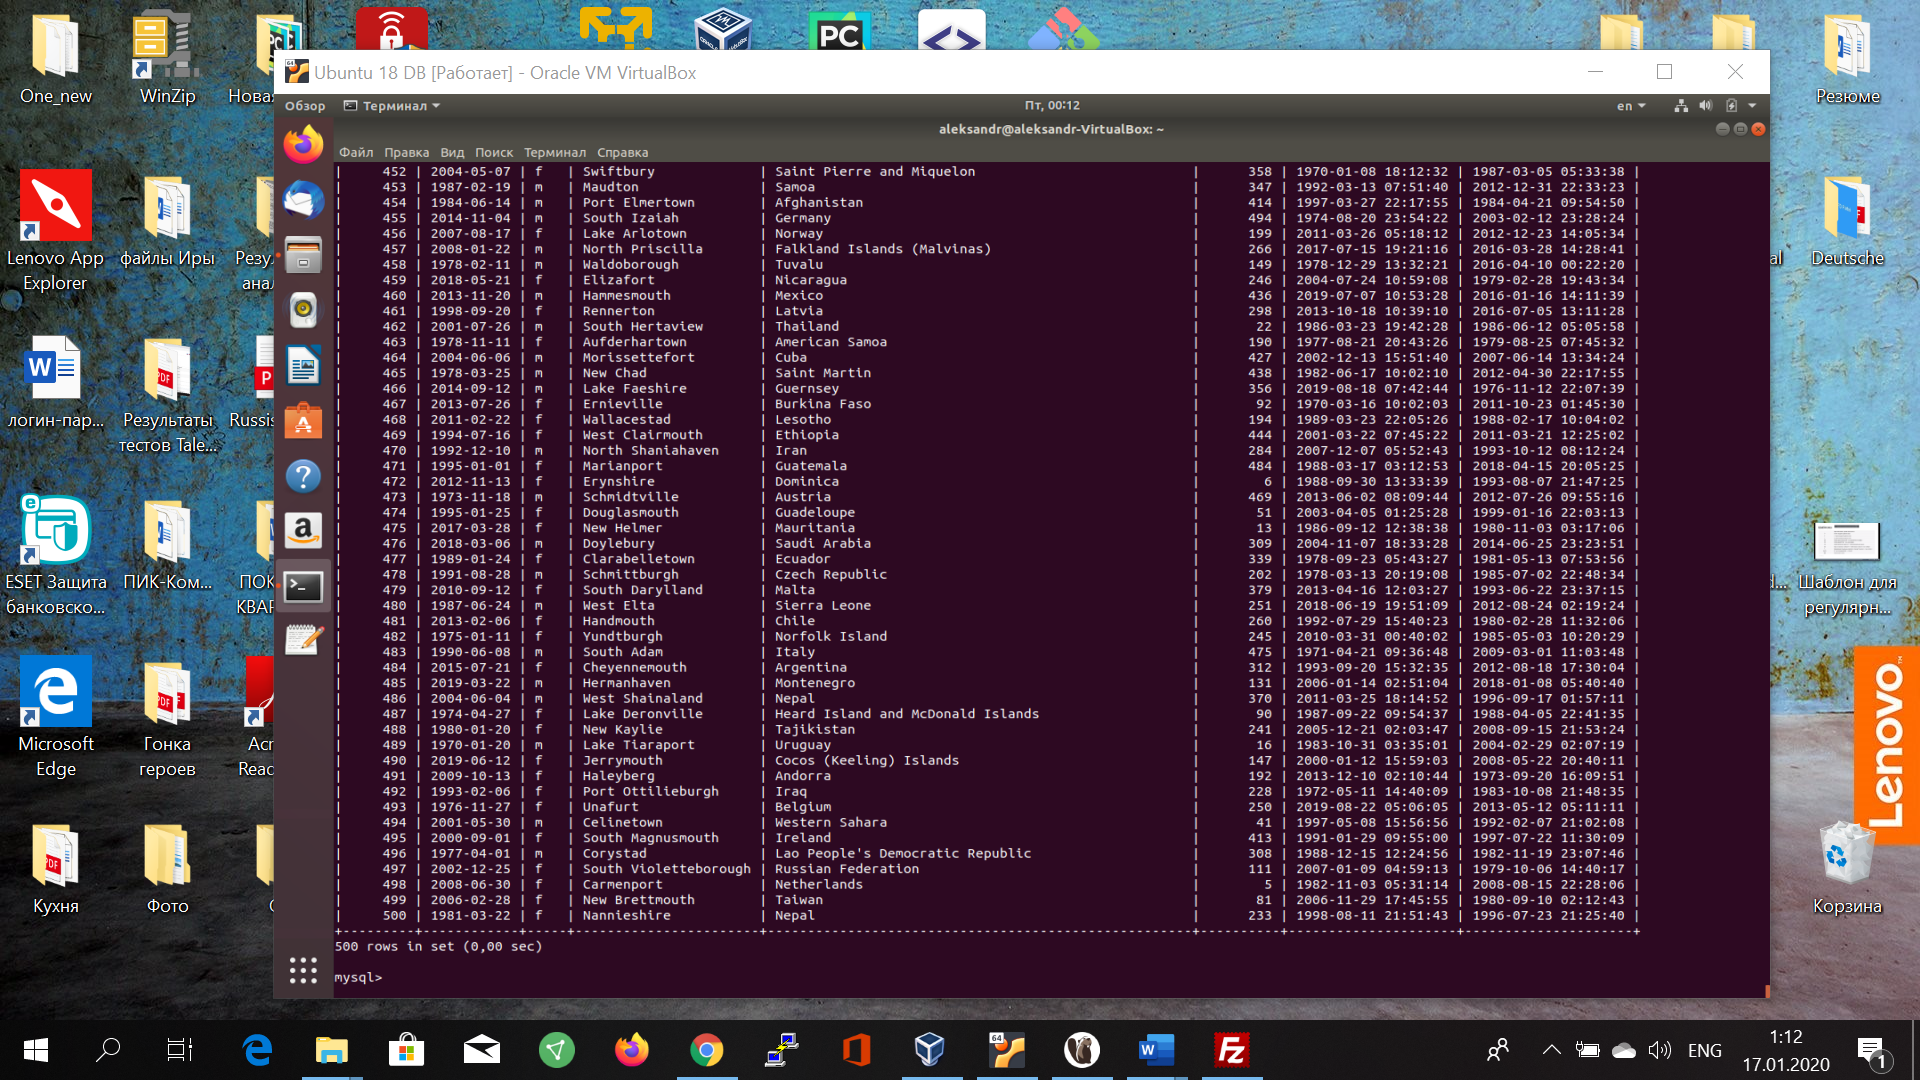 One_new
WinZip
Новая
Резюме
Lenovo App
Explorer
файлы Иры
Резу
анал
al
Deutsche
логин-пар...
Результаты
тестов Tale...
Russis
ESET Защита
банковско...
ПИК-Ком...
ПОК
КВАР
d...
Шаблон для
регулярн...
Microsoft
Edge
Гонка
героев
Acr
Reac
Lenovo
Кухня
Фото
Корзина
Ubuntu 18 DB [Работает] - Oracle VM VirtualBox
Обзор Терминал Пт, 00:12 en
aleksandr@aleksandr-VirtualBox: ~
Файл Правка Вид Поиск Терминал Справка
| 452 | 2004-05-07 | f | Swiftbury | Saint Pierre and Miquelon | 358 | 1970-01-08 18:12:32 | 1987-03-05 05:33:38 |
| 453 | 1987-02-19 | m | Maudton | Samoa | 347 | 1992-03-13 07:51:40 | 2012-12-31 22:33:23 |
| 454 | 1984-06-14 | m | Port Elmertown | Afghanistan | 414 | 1997-03-27 22:17:55 | 1984-04-21 09:54:50 |
| 455 | 2014-11-04 | m | South Izaiah | Germany | 494 | 1974-08-20 23:54:22 | 2003-02-12 23:28:24 |
| 456 | 2007-08-17 | f | Lake Arlotown | Norway | 199 | 2011-03-26 05:18:12 | 2012-12-23 14:05:34 |
| 457 | 2008-01-22 | m | North Priscilla | Falkland Islands (Malvinas) | 266 | 2017-07-15 19:21:16 | 2016-03-28 14:28:41 |
| 458 | 1978-02-11 | m | Waldoborough | Tuvalu | 149 | 1978-12-29 13:32:21 | 2016-04-10 00:22:20 |
| 459 | 2018-05-21 | f | Elizafort | Nicaragua | 246 | 2004-07-24 10:59:08 | 1979-02-28 19:43:34 |
| 460 | 2013-11-20 | m | Hammesmouth | Mexico | 436 | 2019-07-07 10:53:28 | 2016-01-16 14:11:39 |
| 461 | 1998-09-20 | f | Rennerton | Latvia | 298 | 2013-10-18 10:39:10 | 2016-07-05 13:11:28 |
| 462 | 2001-07-26 | m | South Hertaview | Thailand | 22 | 1986-03-23 19:42:28 | 1986-06-12 05:05:58 |
| 463 | 1978-11-11 | f | Aufderhartown | American Samoa | 190 | 1977-08-21 20:43:26 | 1979-08-25 07:45:32 |
| 464 | 2004-06-06 | m | Morissettefort | Cuba | 427 | 2002-12-13 15:51:40 | 2007-06-14 13:34:24 |
| 465 | 1978-03-25 | m | New Chad | Saint Martin | 438 | 1982-06-17 10:02:10 | 2012-04-30 22:17:55 |
| 466 | 2014-09-12 | m | Lake Faeshire | Guernsey | 356 | 2019-08-18 07:42:44 | 1976-11-12 22:07:39 |
| 467 | 2013-07-26 | f | Ernieville | Burkina Faso | 92 | 1970-03-16 10:02:03 | 2011-10-23 01:45:30 |
| 468 | 2011-02-22 | f | Wallacestad | Lesotho | 194 | 1989-03-23 22:05:26 | 1988-02-17 10:04:02 |
| 469 | 1994-07-16 | f | West Clairmouth | Ethiopia | 444 | 2001-03-22 07:45:22 | 2011-03-21 12:25:02 |
| 470 | 1992-12-10 | m | North Shaniahaven | Iran | 284 | 2007-12-07 05:52:43 | 1993-10-12 08:12:24 |
| 471 | 1995-01-01 | f | Marianport | Guatemala | 484 | 1988-03-17 03:12:53 | 2018-04-15 20:05:25 |
| 472 | 2012-11-13 | f | Erynshire | Dominica | 6 | 1988-09-30 13:33:39 | 1993-08-07 21:47:25 |
| 473 | 1973-11-18 | m | Schmidtville | Austria | 469 | 2013-06-02 08:09:44 | 2012-07-26 09:55:16 |
| 474 | 1995-01-25 | f | Douglasmouth | Guadeloupe | 51 | 2003-04-05 01:25:28 | 1999-01-16 22:03:13 |
| 475 | 2017-03-28 | f | New Helmer | Mauritania | 13 | 1986-09-12 12:38:38 | 1980-11-03 03:17:06 |
| 476 | 2018-03-06 | m | Doylebury | Saudi Arabia | 309 | 2004-11-07 18:33:28 | 2014-06-25 23:23:51 |
| 477 | 1989-01-24 | f | Clarabelletown | Ecuador | 339 | 1978-09-23 05:43:27 | 1981-05-13 07:53:56 |
| 478 | 1991-08-28 | m | Schmittburgh | Czech Republic | 202 | 1978-03-13 20:19:08 | 1985-07-02 22:48:34 |
| 479 | 2010-09-12 | f | South Darylland | Malta | 379 | 2013-04-16 12:03:27 | 1993-06-22 23:37:15 |
| 480 | 1987-06-24 | m | West Elta | Sierra Leone | 251 | 2018-06-19 19:51:09 | 2012-08-24 02:19:24 |
| 481 | 2013-02-06 | f | Handmouth | Chile | 260 | 1992-07-29 15:40:23 | 1980-02-28 11:32:06 |
| 482 | 1975-01-11 | f | Yundtburgh | Norfolk Island | 245 | 2010-03-31 00:40:02 | 1985-05-03 10:20:29 |
| 483 | 1990-06-08 | m | South Adam | Italy | 475 | 1971-04-21 09:36:48 | 2009-03-01 11:03:48 |
| 484 | 2015-07-21 | f | Cheyennemouth | Argentina | 312 | 1993-09-20 15:32:35 | 2012-08-18 17:30:04 |
| 485 | 2019-03-22 | m | Hermanhaven | Montenegro | 131 | 2006-01-14 02:51:04 | 2018-01-08 05:40:40 |
| 486 | 2004-06-04 | m | West Shainaland | Nepal | 370 | 2011-03-25 18:14:52 | 1996-09-17 01:57:11 |
| 487 | 1974-04-27 | f | Lake Deronville | Heard Island and McDonald Islands | 90 | 1987-09-22 09:54:37 | 1988-04-05 22:41:35 |
| 488 | 1980-01-20 | f | New Kaylie | Tajikistan | 241 | 2005-12-21 02:03:47 | 2008-09-15 21:53:24 |
| 489 | 1970-01-20 | m | Lake Tiaraport | Uruguay | 16 | 1983-10-31 03:35:01 | 2004-02-29 02:07:19 |
| 490 | 2019-06-12 | f | Jerrymouth | Cocos (Keeling) Islands | 147 | 2000-01-12 15:59:03 | 2008-05-22 20:40:11 |
| 491 | 2009-10-13 | f | Haleyberg | Andorra | 192 | 2013-12-10 02:10:44 | 1973-09-20 16:09:51 |
| 492 | 1993-02-06 | f | Port Ottilieburgh | Iraq | 228 | 1972-05-11 14:40:09 | 1983-10-08 21:48:35 |
| 493 | 1976-11-27 | f | Unafurt | Belgium | 250 | 2019-08-22 05:06:05 | 2013-05-12 05:11:11 |
| 494 | 2001-05-30 | m | Celinetown | Western Sahara | 41 | 1997-05-08 15:56:56 | 1992-02-07 21:02:08 |
| 495 | 2000-09-01 | f | South Magnusmouth | Ireland | 413 | 1991-01-29 09:55:00 | 1997-07-22 11:30:09 |
| 496 | 1977-04-01 | m | Corystad | Lao People's Democratic Republic | 308 | 1988-12-15 12:24:56 | 1982-11-19 23:07:46 |
| 497 | 2002-12-25 | f | South Violetteborough | Russian Federation | 111 | 2007-01-09 04:59:13 | 1979-10-06 14:40:17 |
| 498 | 2008-06-30 | f | Carmenport | Netherlands | 5 | 1982-11-03 05:31:14 | 2008-08-15 22:28:06 |
| 499 | 2006-02-28 | f | New Brettmouth | Taiwan | 81 | 2006-11-29 17:45:55 | 1980-09-10 02:12:43 |
| 500 | 1981-03-22 | f | Nannieshire | Nepal | 233 | 1998-08-11 21:51:43 | 1996-07-23 21:25:40 |
500 rows in set (0,00 sec)
mysql>
ENG
1:12
17.01.2020
1